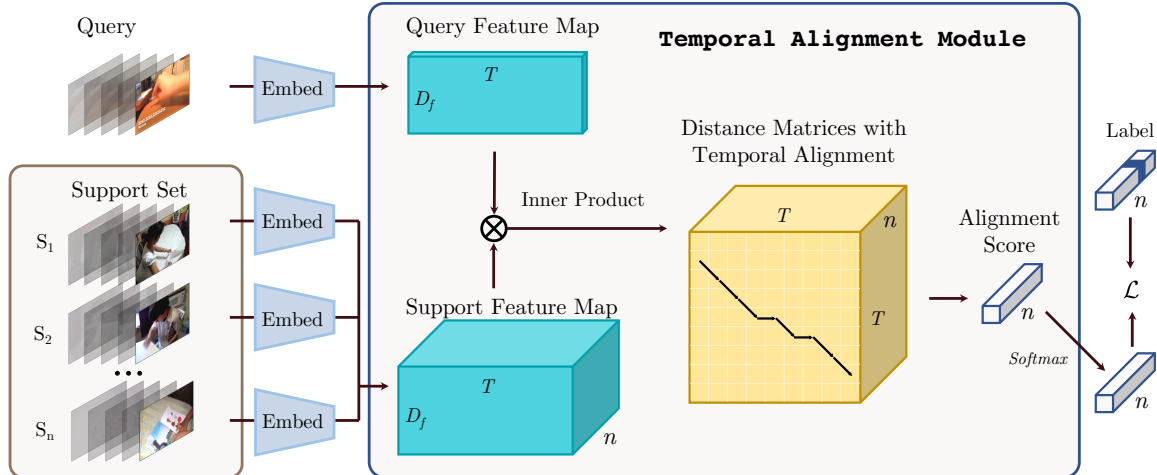 Query
Embed
Query Feature Map
T
D_f
Temporal Alignment Module
Support Set
S_1
S_2
...
S_n
Embed
Embed
Embed
Inner Product
Support Feature Map
T
D_f
n
Distance Matrices with
Temporal Alignment
T
n
T
Alignment
Score
n
Softmax
Label
n
ℒ
n